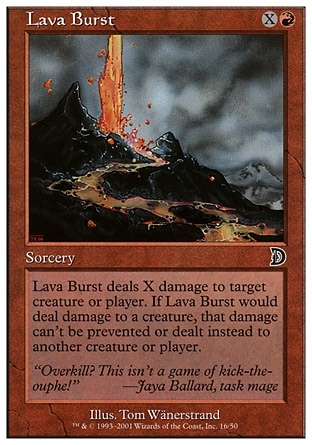 Lava Burst X R
Sorcery D
Lava Burst deals X damage to target
creature or player. If Lava Burst would
deal damage to a creature, that damage
can't be prevented or dealt instead to
another creature or player.
"Overkill? This isn't a game of kick-the-
ouphe!" —Jaya Ballard, task mage
Illus. Tom Wänerstrand
™ & © 1993–2001 Wizards of the Coast, Inc. 16/50